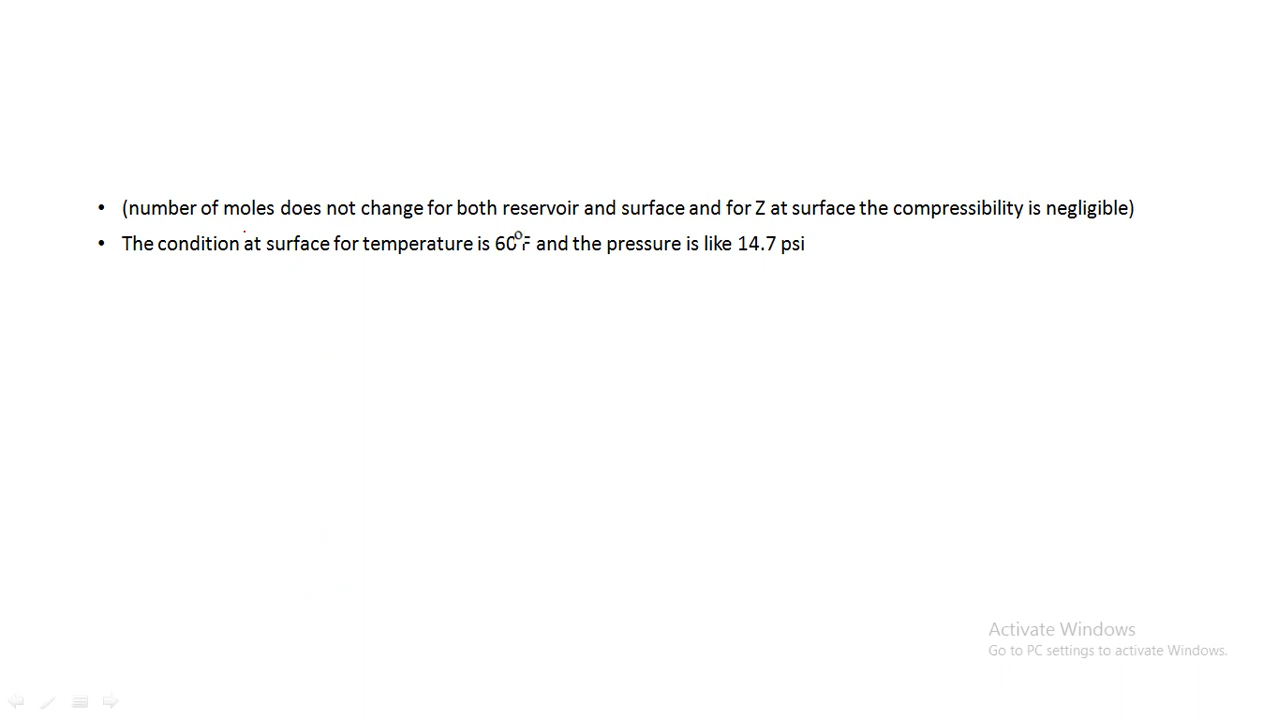 • (number of moles does not change for both reservoir and surface and for Z at surface the compressibility is negligible)
• The condition at surface for temperature is 60°F and the pressure is like 14.7 psi
Activate Windows
Go to PC settings to activate Windows.